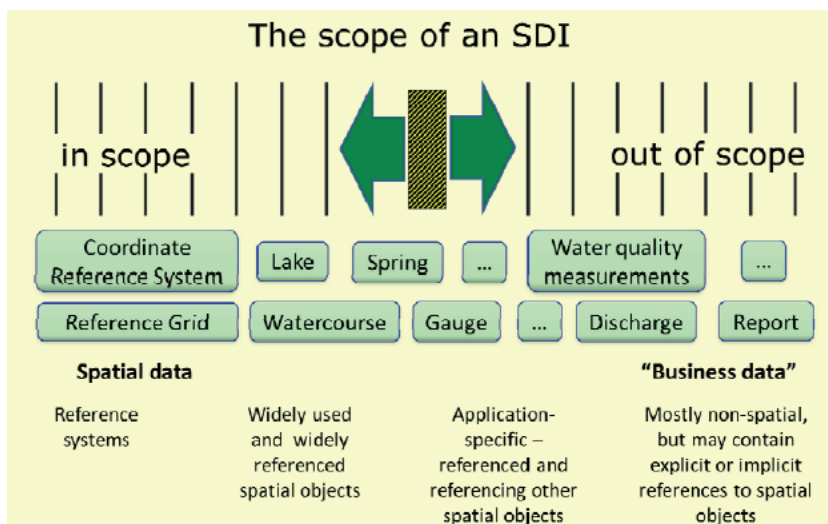 The scope of an SDI
in scope
out of scope
Coordinate
Reference System
Lake
Spring
...
Water quality
measurements
...
Reference Grid
Watercourse
Gauge
...
Discharge
Report
Spatial data
"Business data"
Reference
systems
Widely used
and widely
referenced
spatial objects
Application-
specific –
referenced and
referencing other
spatial objects
Mostly non-spatial,
but may contain
explicit or implicit
references to spatial
objects